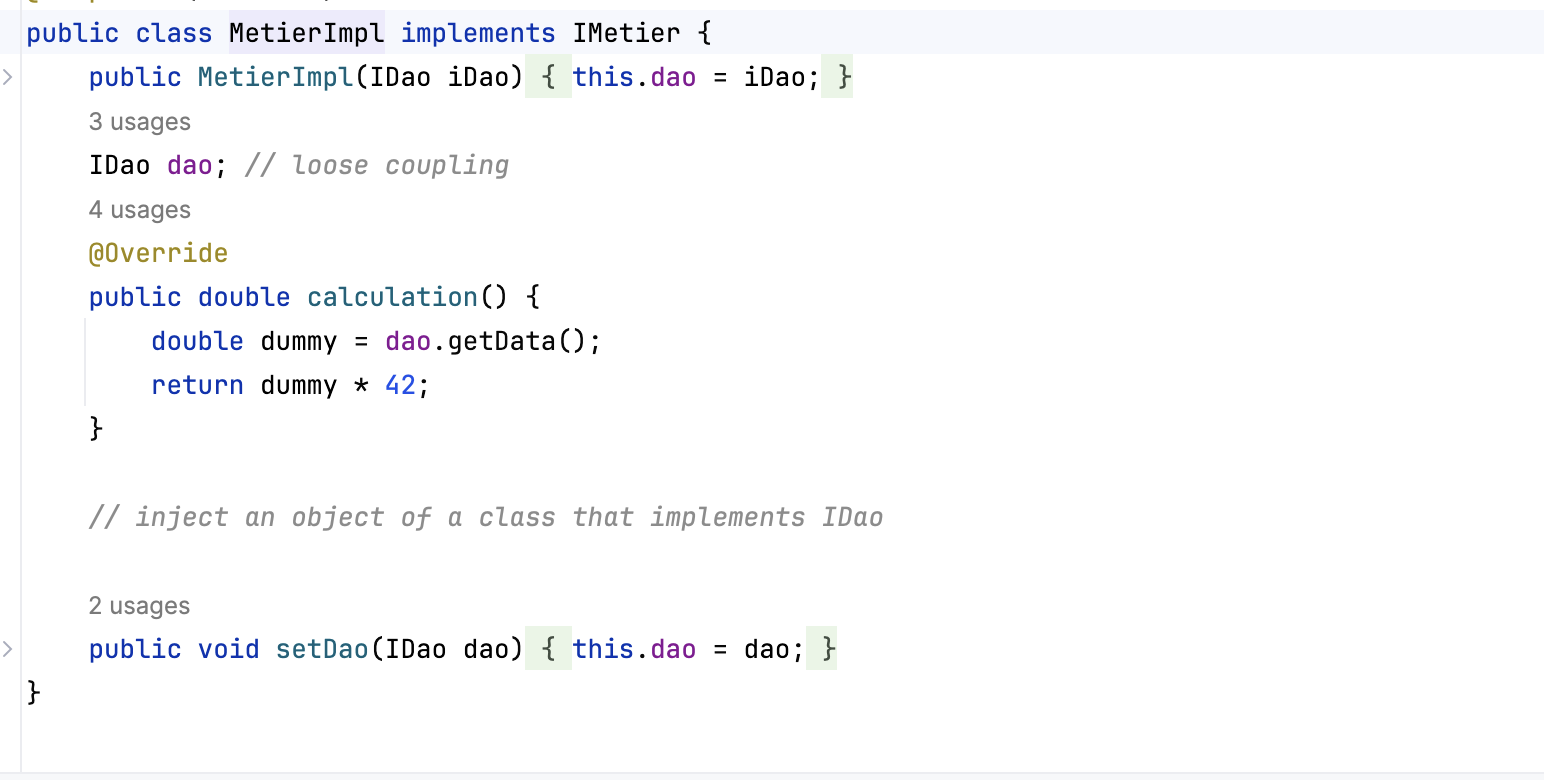 public class MetierImpl implements IMetier {
public MetierImpl(IDao iDao) { this.dao = iDao; }
3 usages
IDao dao; // loose coupling
4 usages
@Override
public double calculation() {
double dummy = dao.getData();
return dummy * 42;
}
// inject an object of a class that implements IDao
2 usages
public void setDao(IDao dao) { this.dao = dao; }
}